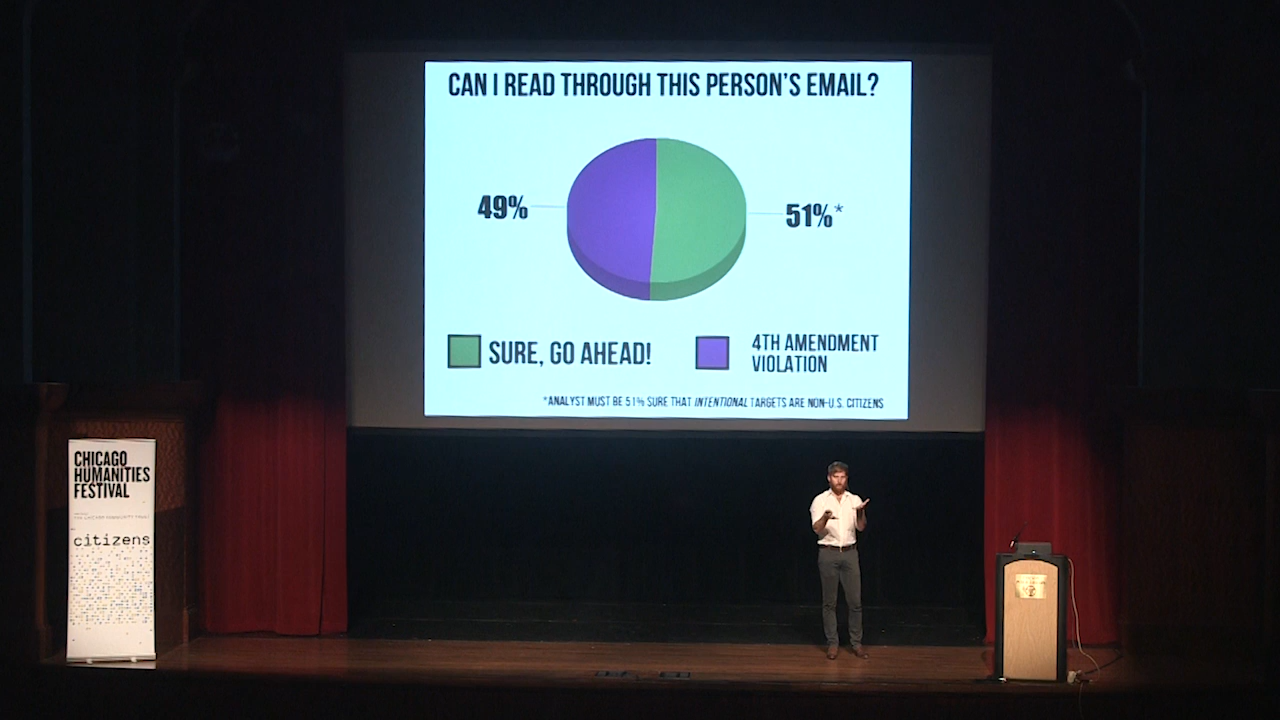 CAN I READ THROUGH THIS PERSON'S EMAIL?
49%
51%*
SURE, GO AHEAD!
4TH AMENDMENT
VIOLATION
*ANALYST MUST BE 51% SURE THAT INTENTIONAL TARGETS ARE NON-U.S. CITIZENS
CHICAGO
HUMANITIES
FESTIVAL
citizens